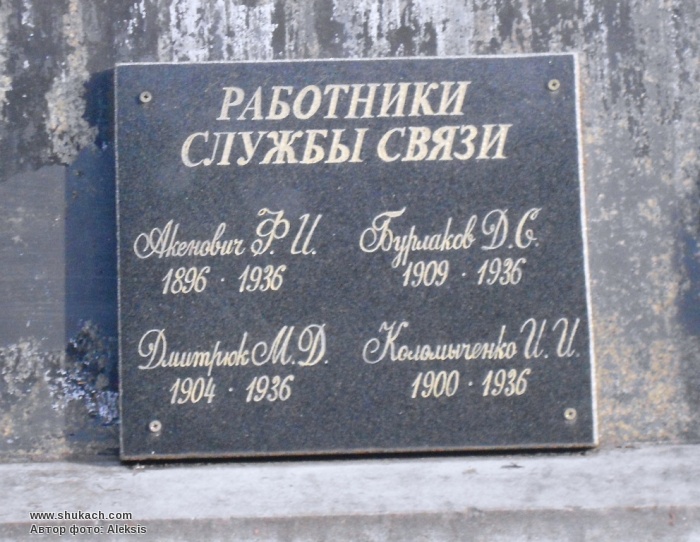 РАБОТНИКИ
СЛУЖБЫ СВЯЗИ
Акенович Ф. И.
1896 · 1936
Бурлаков Д. С.
1909 · 1936
Дмитрюк М. Д.
1904 · 1936
Коломыченко И. И.
1900 · 1936
www.shukach.com
Автор фото: Aleksis